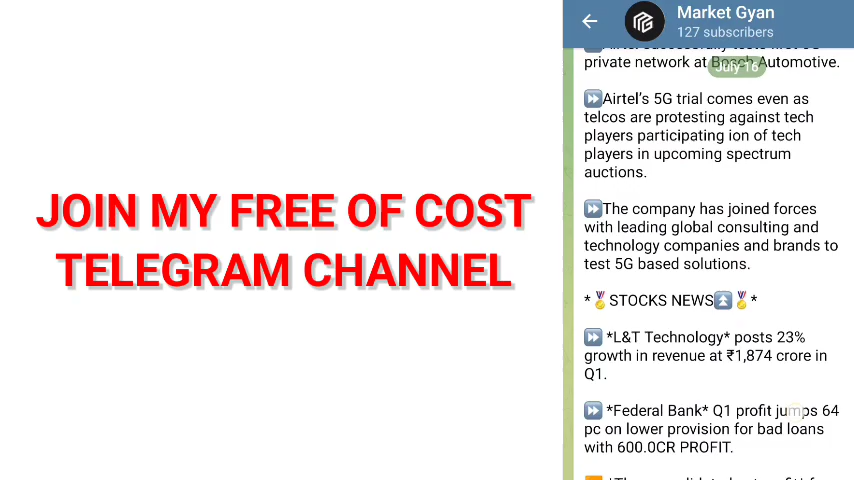 JOIN MY FREE OF COST
TELEGRAM CHANNEL
Market Gyan
127 subscribers
private network at Bosch Automotive.
July 16
⏩Airtel's 5G trial comes even as
telcos are protesting against tech
players participating ion of tech
players in upcoming spectrum
auctions.
⏩The company has joined forces
with leading global consulting and
technology companies and brands to
test 5G based solutions.
*🏅STOCKS NEWS⏫🏅*
⏩ *L&T Technology* posts 23%
growth in revenue at ₹1,874 crore in
Q1.
⏩ *Federal Bank* Q1 profit jumps 64
pc on lower provision for bad loans
with 600.0CR PROFIT.